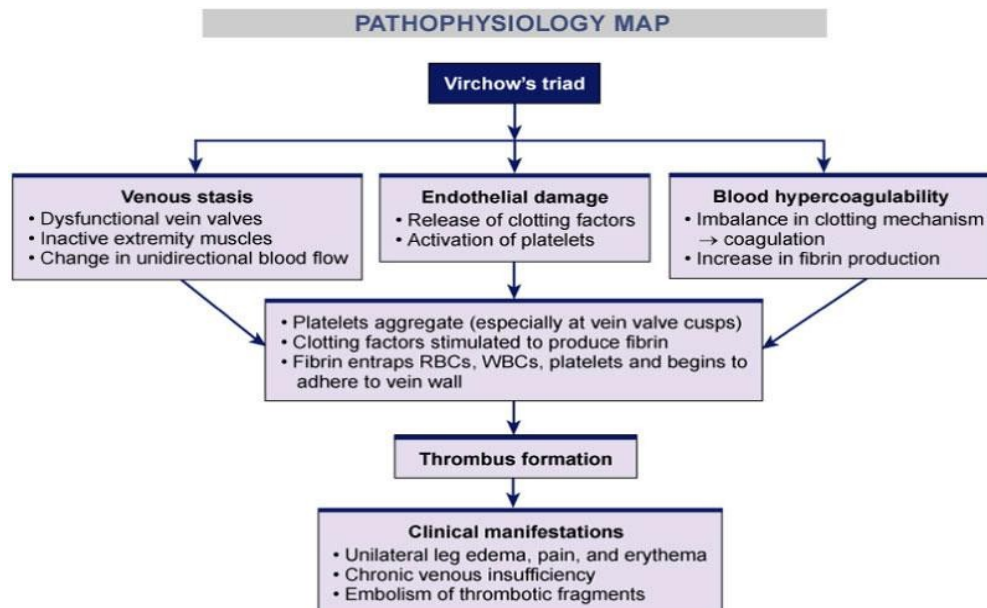 PATHOPHYSIOLOGY MAP
Virchow's triad
Venous stasis
• Dysfunctional vein valves
• Inactive extremity muscles
• Change in unidirectional blood flow
Endothelial damage
• Release of clotting factors
• Activation of platelets
Blood hypercoagulability
• Imbalance in clotting mechanism
→ coagulation
• Increase in fibrin production
• Platelets aggregate (especially at vein valve cusps)
• Clotting factors stimulated to produce fibrin
• Fibrin entraps RBCs, WBCs, platelets and begins to
adhere to vein wall
Thrombus formation
Clinical manifestations
• Unilateral leg edema, pain, and erythema
• Chronic venous insufficiency
• Embolism of thrombotic fragments